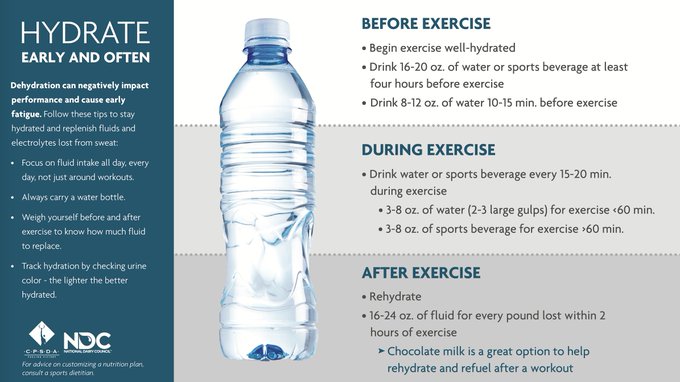 HYDRATE
EARLY AND OFTEN
Dehydration can negatively impact
performance and cause early
fatigue. Follow these tips to stay
hydrated and replenish fluids and
electrolytes lost from sweat:
• Focus on fluid intake all day, every
day, not just around workouts.
• Always carry a water bottle.
• Weigh yourself before and after
exercise to know how much fluid
to replace.
• Track hydration by checking urine
color - the lighter the better
hydrated.
C·P·S·D·A
NDC
NATIONAL DAIRY COUNCIL
For advice on customizing a nutrition plan,
consult a sports dietitian.
BEFORE EXERCISE
• Begin exercise well-hydrated
• Drink 16-20 oz. of water or sports beverage at least
four hours before exercise
• Drink 8-12 oz. of water 10-15 min. before exercise
DURING EXERCISE
• Drink water or sports beverage every 15-20 min.
during exercise
• 3-8 oz. of water (2-3 large gulps) for exercise <60 min.
• 3-8 oz. of sports beverage for exercise >60 min.
AFTER EXERCISE
• Rehydrate
• 16-24 oz. of fluid for every pound lost within 2
hours of exercise
➤ Chocolate milk is a great option to help
rehydrate and refuel after a workout